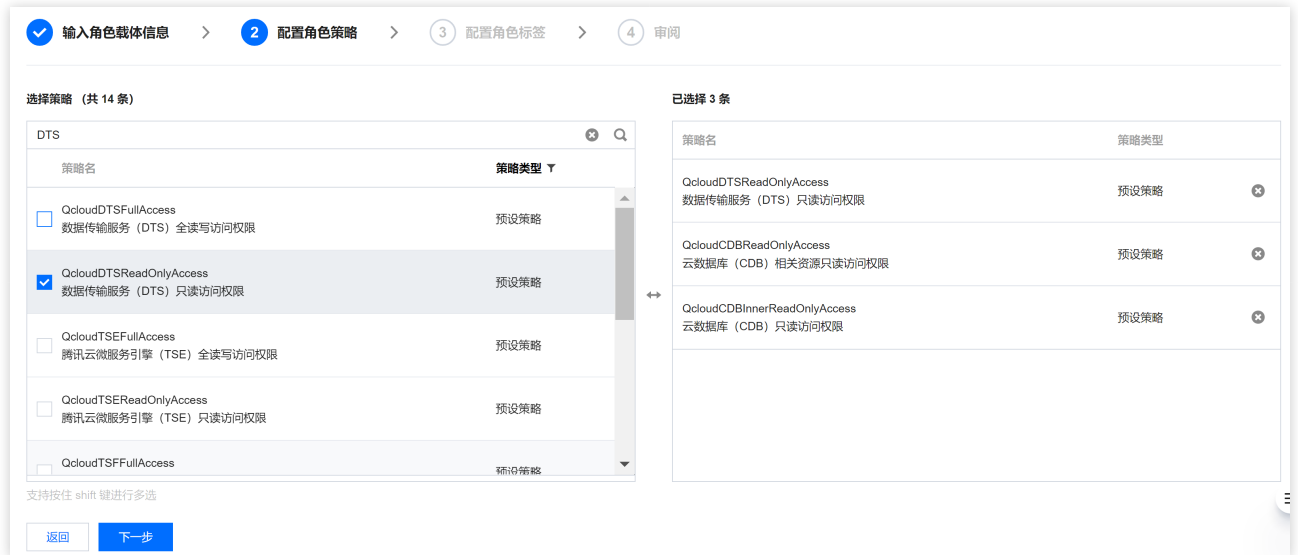 输入角色载体信息
2 配置角色策略
3 配置角色标签
4 审阅
选择策略 （共 14 条）
DTS
策略名 策略类型
QcloudDTSFullAccess
数据传输服务（DTS）全读写访问权限
预设策略
QcloudDTSReadOnlyAccess
数据传输服务（DTS）只读访问权限
预设策略
QcloudTSEFullAccess
腾讯云微服务引擎（TSE）全读写访问权限
预设策略
QcloudTSEReadOnlyAccess
腾讯云微服务引擎（TSE）只读访问权限
预设策略
QcloudTSFFullAccess
预设策略
支持按住 shift 键进行多选
返回 下一步
已选择 3 条
策略名 策略类型
QcloudDTSReadOnlyAccess
数据传输服务（DTS）只读访问权限
预设策略
QcloudCDBReadOnlyAccess
云数据库（CDB）相关资源只读访问权限
预设策略
QcloudCDBInnerReadOnlyAccess
云数据库（CDB）只读访问权限
预设策略